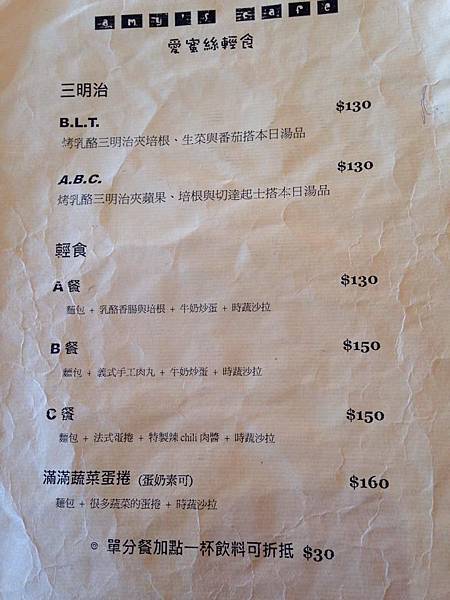 amy's cafe
愛蜜絲輕食
三明治
B.L.T. $130
烤乳酪三明治夾培根、生菜與番茄搭本日湯品
A.B.C. $130
烤乳酪三明治夾蘋果、培根與切達起士搭本日湯品
輕食
A 餐 $130
麵包 + 乳酪香腸與培根 + 牛奶炒蛋 + 時蔬沙拉
B 餐 $150
麵包 + 義式手工肉丸 + 牛奶炒蛋 + 時蔬沙拉
C 餐 $150
麵包 + 法式蛋捲 + 特製辣 chili 肉醬 + 時蔬沙拉
滿滿蔬菜蛋捲 (蛋奶素可) $160
麵包 + 很多蔬菜的蛋捲 + 時蔬沙拉
◎ 單分餐加點一杯飲料可折抵 $30